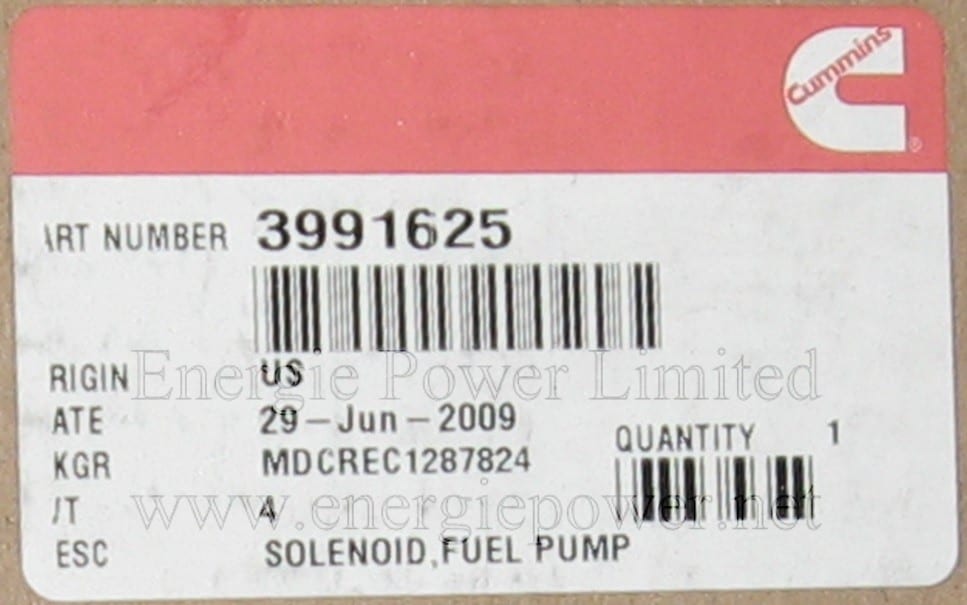 Cummins
®
ART NUMBER 3991625
Energie Power Limited
RIGIN US
ATE 29-Jun-2009
QUANTITY 1
KGR MDCREC1287824
/T 4
www.energiepower.net
ESC SOLENOID,FUEL PUMP